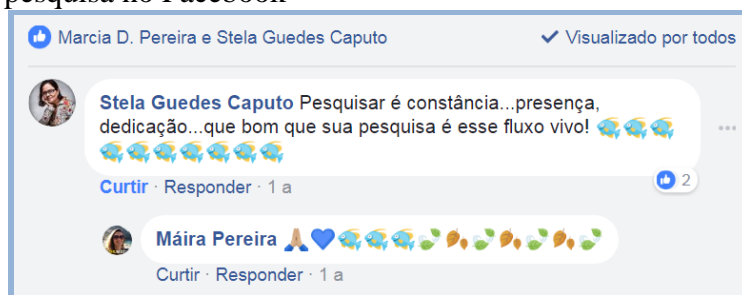 pesquisa no Facebook
Marcia D. Pereira e Stela Guedes Caputo ✓ Visualizado por todos
Stela Guedes Caputo Pesquisar é constância...presença,
dedicação...que bom que sua pesquisa é esse fluxo vivo! 🐠🐠🐠
🐠🐠🐠🐠🐠🐠🐠
Curtir · Responder · 1 a
2
Máira Pereira 🙏🏽💙🐠🐠🐠🍃🍂🍃🍂🍃🍂🍃
Curtir · Responder · 1 a